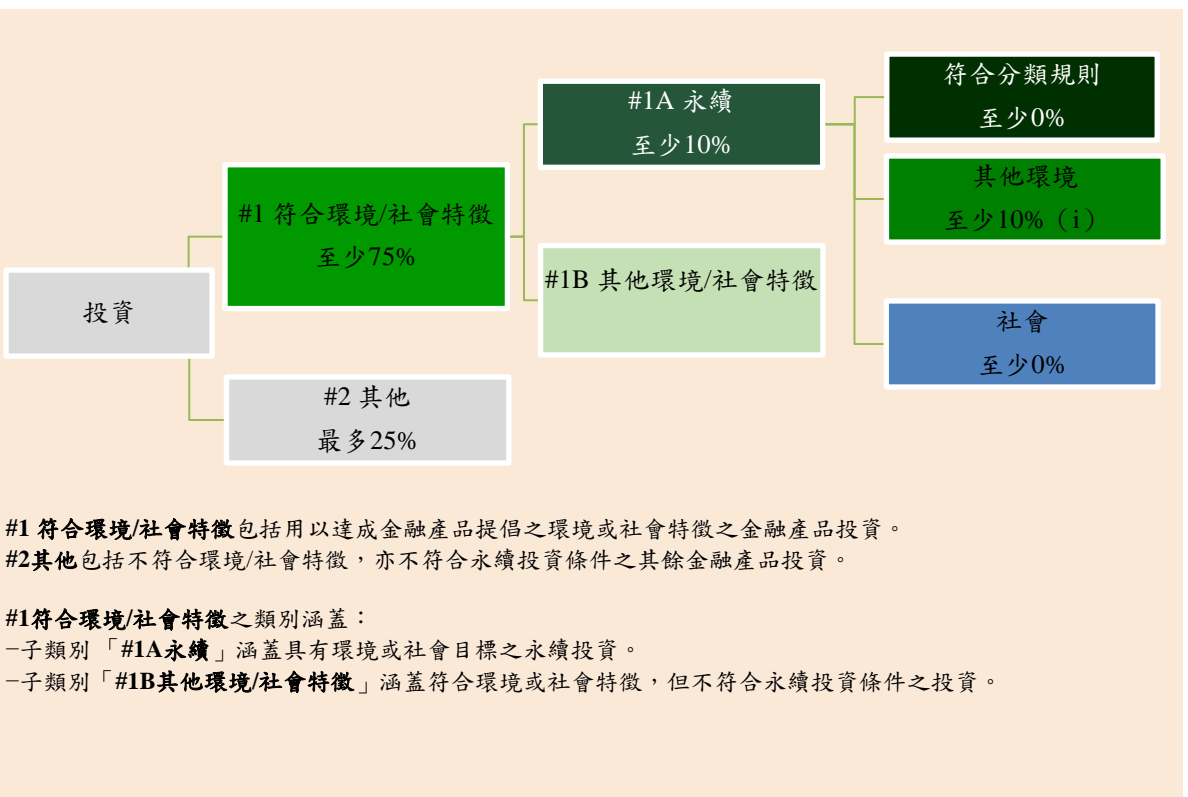 投資
#1 符合環境/社會特徵
至少75%
#2 其他
最多25%
#1A 永續
至少10%
#1B 其他環境/社會特徵
符合分類規則
至少0%
其他環境
至少10%（i）
社會
至少0%
#1 符合環境/社會特徵包括用以達成金融產品提倡之環境或社會特徵之金融產品投資。
#2其他包括不符合環境/社會特徵，亦不符合永續投資條件之其餘金融產品投資。
#1符合環境/社會特徵之類別涵蓋：
−子類別「#1A永續」涵蓋具有環境或社會目標之永續投資。
−子類別「#1B其他環境/社會特徵」涵蓋符合環境或社會特徵，但不符合永續投資條件之投資。